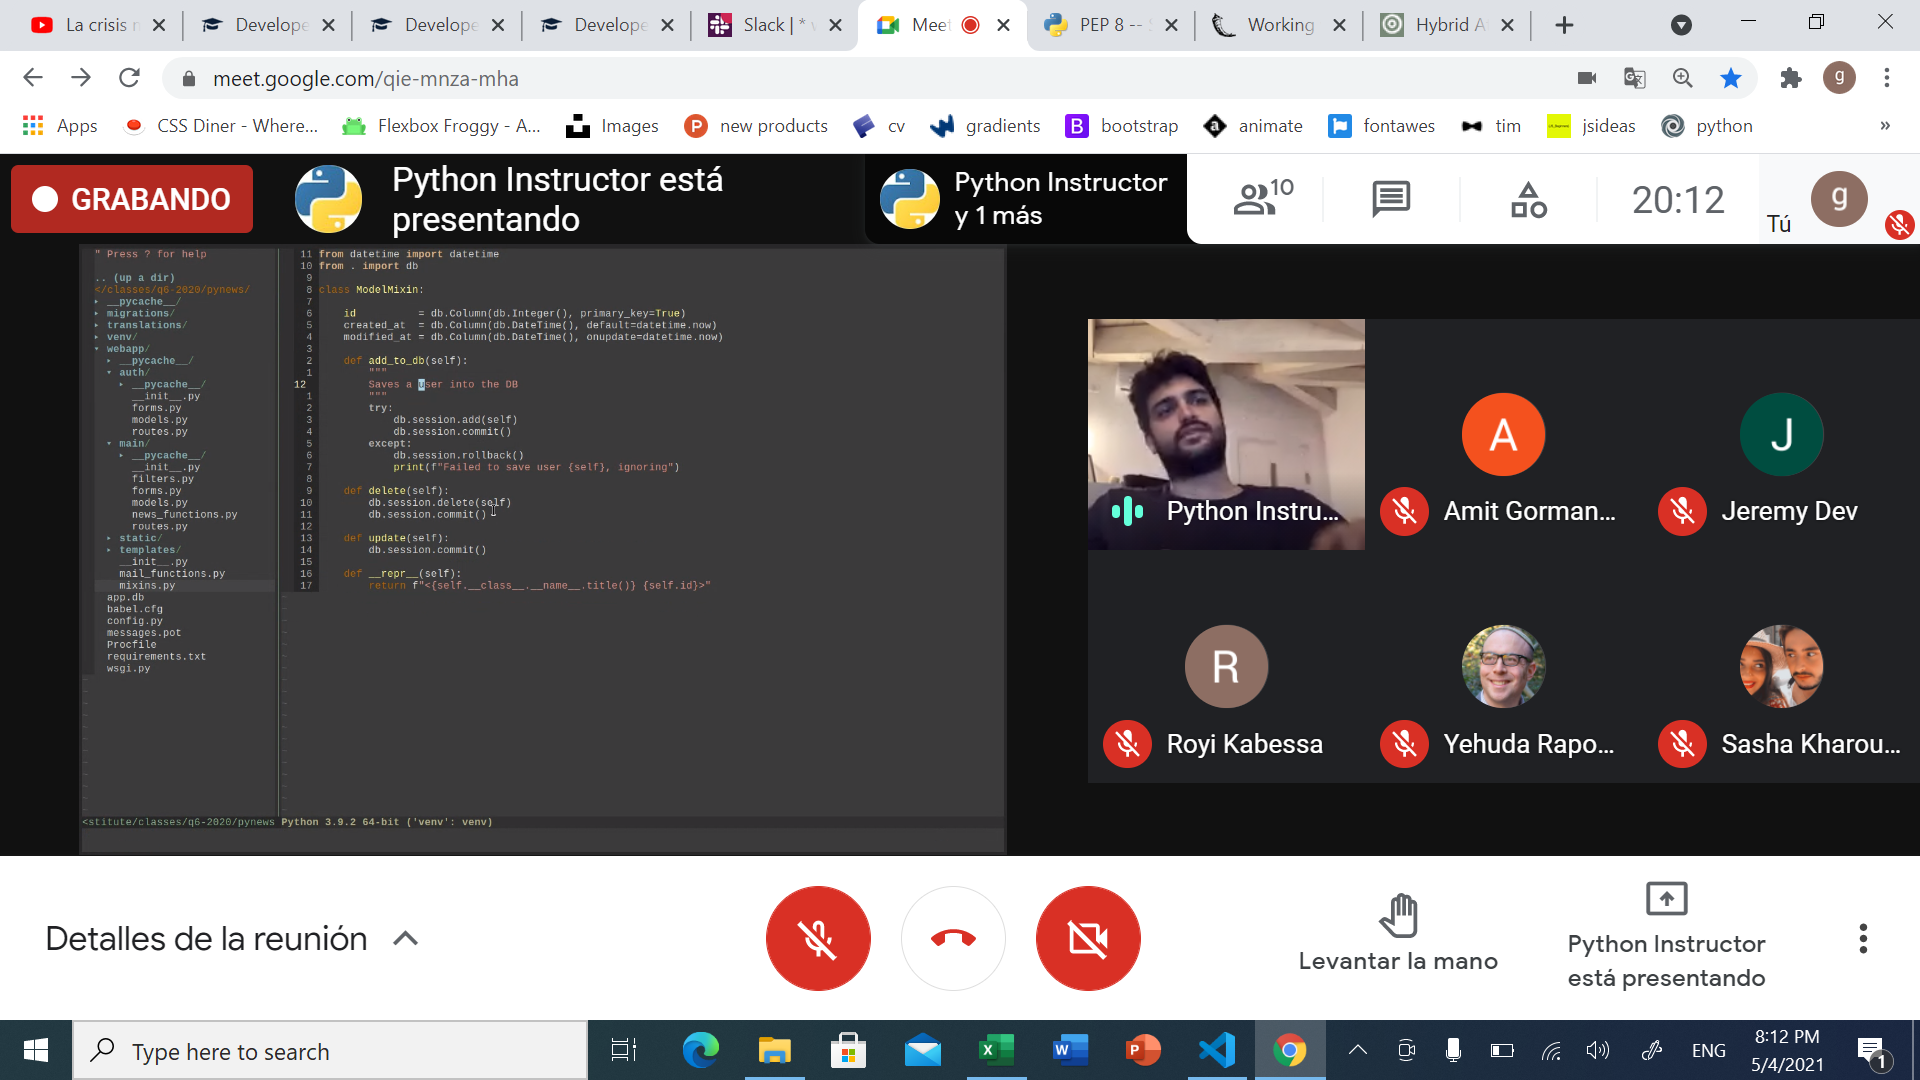 La crisis
Develope
Develope
Develope
Slack | *
Meet
PEP 8 --
Working
Hybrid A
meet.google.com/qie-mnza-mha
g
Apps
CSS Diner - Where...
Flexbox Froggy - A...
Images
new products
cv
gradients
bootstrap
animate
fontawes
tim
jsideas
python
»
GRABANDO
Python Instructor está
presentando
Python Instructor
y 1 más
10
20:12
Tú
g
" Press ? for help
.. (up a dir)
</classes/q6-2020/pynews/
▸ __pycache__/
▸ migrations/
▸ translations/
▸ venv/
▾ webapp/
▸ __pycache__/
▾ auth/
▸ __pycache__/
__init__.py
forms.py
models.py
routes.py
▾ main/
▸ __pycache__/
__init__.py
filters.py
forms.py
models.py
news_functions.py
routes.py
▸ static/
▸ templates/
__init__.py
mail_functions.py
mixins.py
app.db
babel.cfg
config.py
messages.pot
Procfile
requirements.txt
wsgi.py
11 from datetime import datetime
10 from . import db
9
8 class ModelMixin:
7
6 id = db.Column(db.Integer(), primary_key=True)
5 created_at = db.Column(db.DateTime(), default=datetime.now)
4 modified_at = db.Column(db.DateTime(), onupdate=datetime.now)
3
2 def add_to_db(self):
1 """
12 Saves a user into the DB
1 """
2 try:
3 db.session.add(self)
4 db.session.commit()
5 except:
6 db.session.rollback()
7 print(f"Failed to save user {self}, ignoring")
8
9 def delete(self):
10 db.session.delete(self)
11 db.session.commit()
12
13 def update(self):
14 db.session.commit()
15
16 def __repr__(self):
17 return f"<{self.__class__.__name__.title()} {self.id}>"
<stitute/classes/q6-2020/pynews Python 3.9.2 64-bit ('venv': venv)
Python Instru...
A
Amit Gorman...
J
Jeremy Dev
R
Royi Kabessa
Yehuda Rapo...
Sasha Kharou...
Detalles de la reunión
Levantar la mano
Python Instructor
está presentando
Type here to search
ENG
8:12 PM
5/4/2021
1